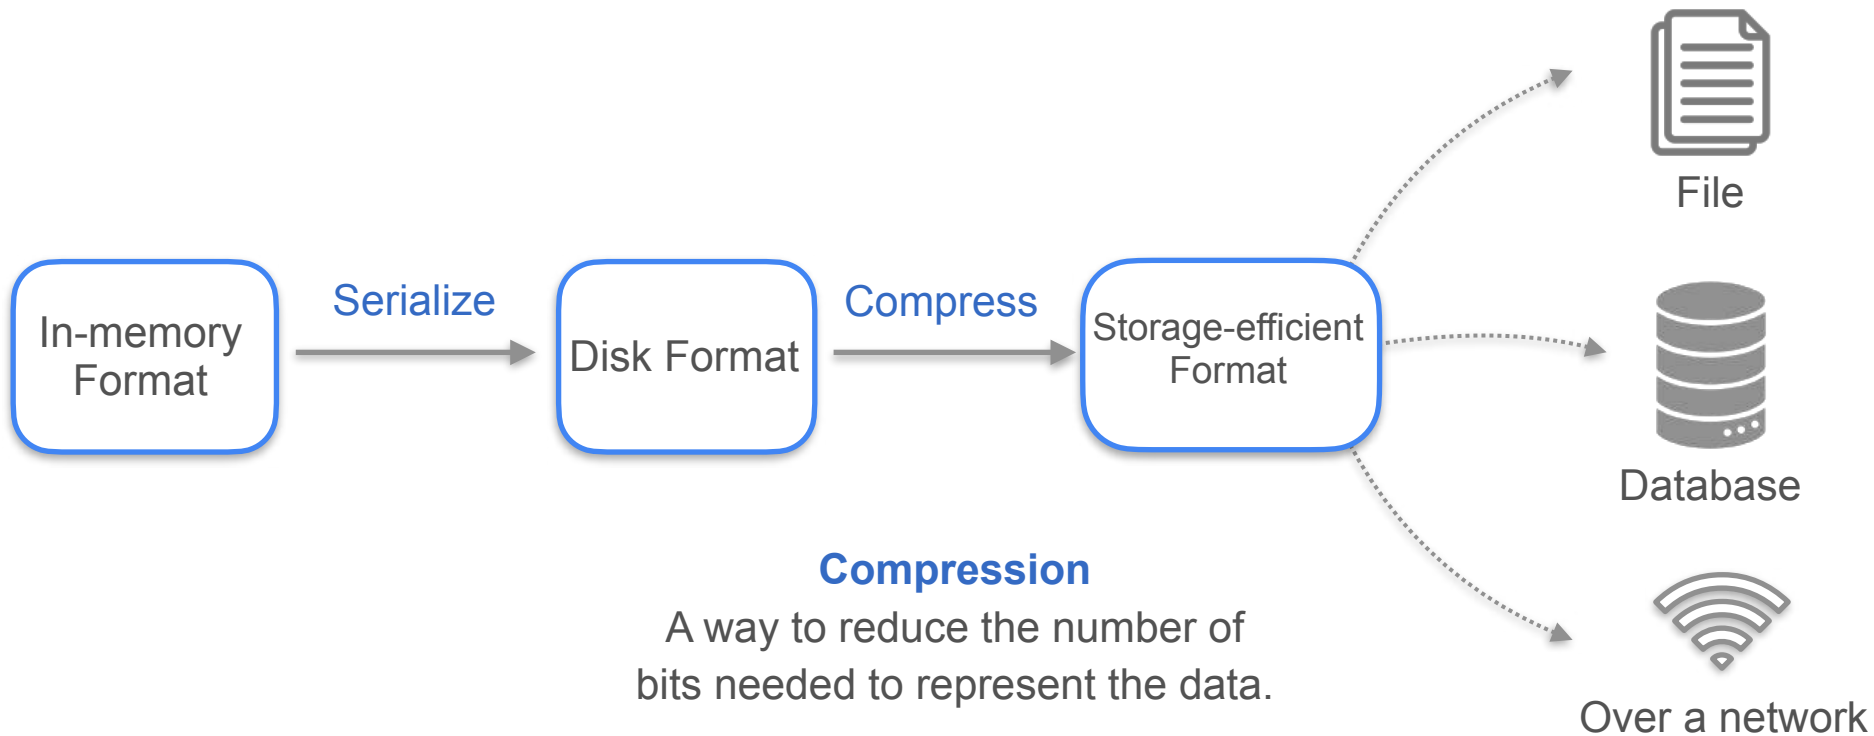 In-memory
Format
Serialize
Disk Format
Compress
Storage-efficient
Format
File
Database
Over a network
Compression
A way to reduce the number of
bits needed to represent the data.